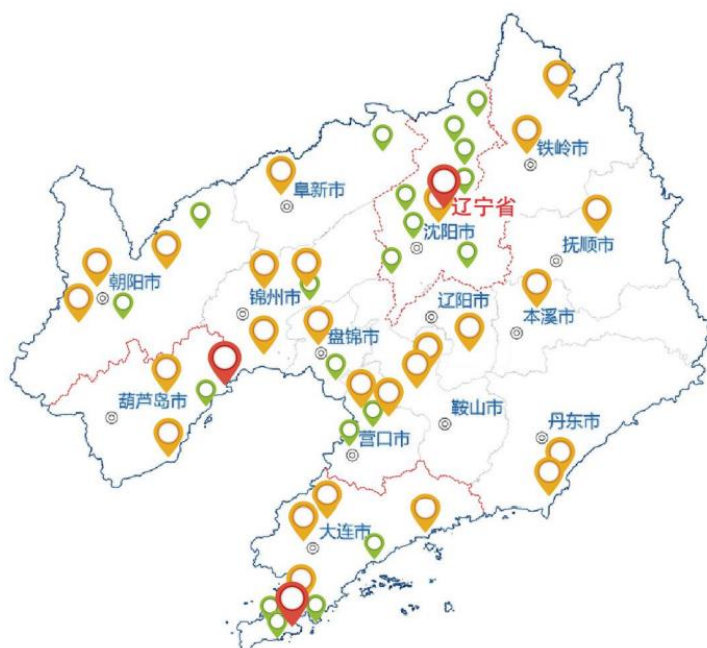 铁岭市
阜新市
辽宁省
沈阳市
抚顺市
朝阳市
锦州市
辽阳市
本溪市
盘锦市
葫芦岛市
鞍山市
丹东市
营口市
大连市